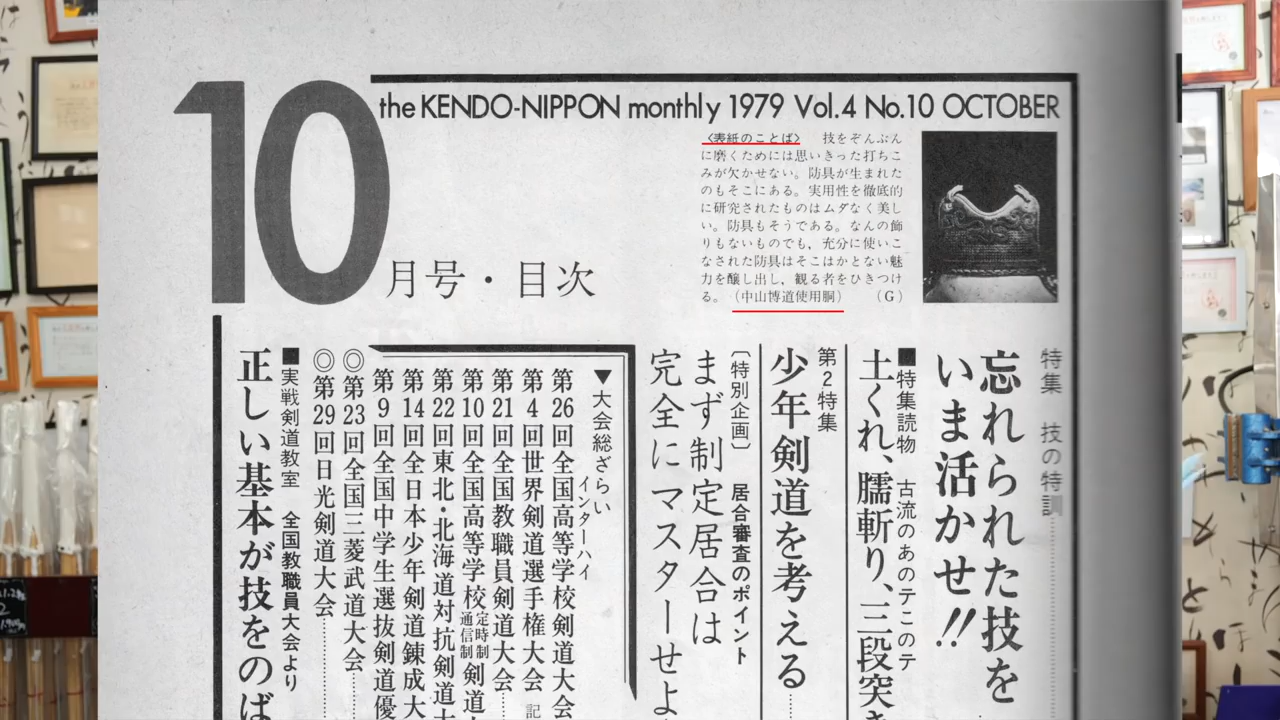 10
月号・目次
the KENDO-NIPPON monthly 1979 Vol.4 No.10 OCTOBER
〈表紙のことば〉 技をぞんぶん
に磨くためには思いきった打ちこ
みが欠かせない。防具が生まれた
のもそこにある。実用性を徹底的
に研究されたものはムダなく美し
い。防具もそうである。なんの飾
りもないものでも、充分に使いこ
なされた防具はそこはかとない魅
力を醸し出し、観る者をひきつけ
る。（中山博道使用胴） （G）
特集 技の特訓
忘れられた技を
いま活かせ!!
■特集読物 古流のあのテこのテ
土くれ、臑斬り、三段突き
第2特集
少年剣道を考える
〔特別企画〕 居合審査のポイント
まず制定居合は
完全にマスターせよ
▼大会総ざらい
インターハイ
第26回全国高等学校剣道大会
第4回世界剣道選手権大会 記
第21回全国教職員剣道大会
第10回全国高等学校定時制通信制剣道
第22回東北・北海道対抗剣道
第14回全日本少年剣道錬成大
第9回全国中学生選抜剣道優
◎第23回全国三菱武道大会
◎第29回日光剣道大会
■実戦剣道教室 全国教職員大会より
正しい基本が技をのば